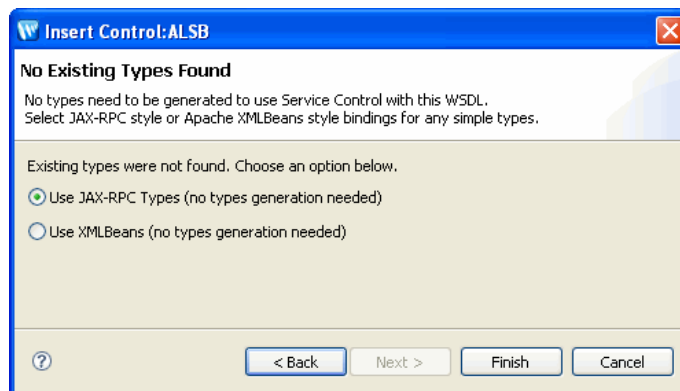 Insert Control:ALSB
No Existing Types Found
No types need to be generated to use Service Control with this WSDL.
Select JAX-RPC style or Apache XMLBeans style bindings for any simple types.
Existing types were not found. Choose an option below.
Use JAX-RPC Types (no types generation needed)
Use XMLBeans (no types generation needed)
? < Back Next > Finish Cancel